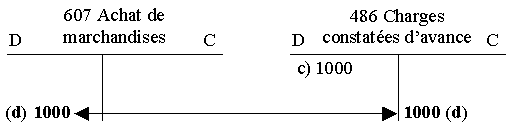 607 Achat de
marchandises
D C
486 Charges
constatées d’avance
D C
c) 1000
(d) 1000 1000 (d)